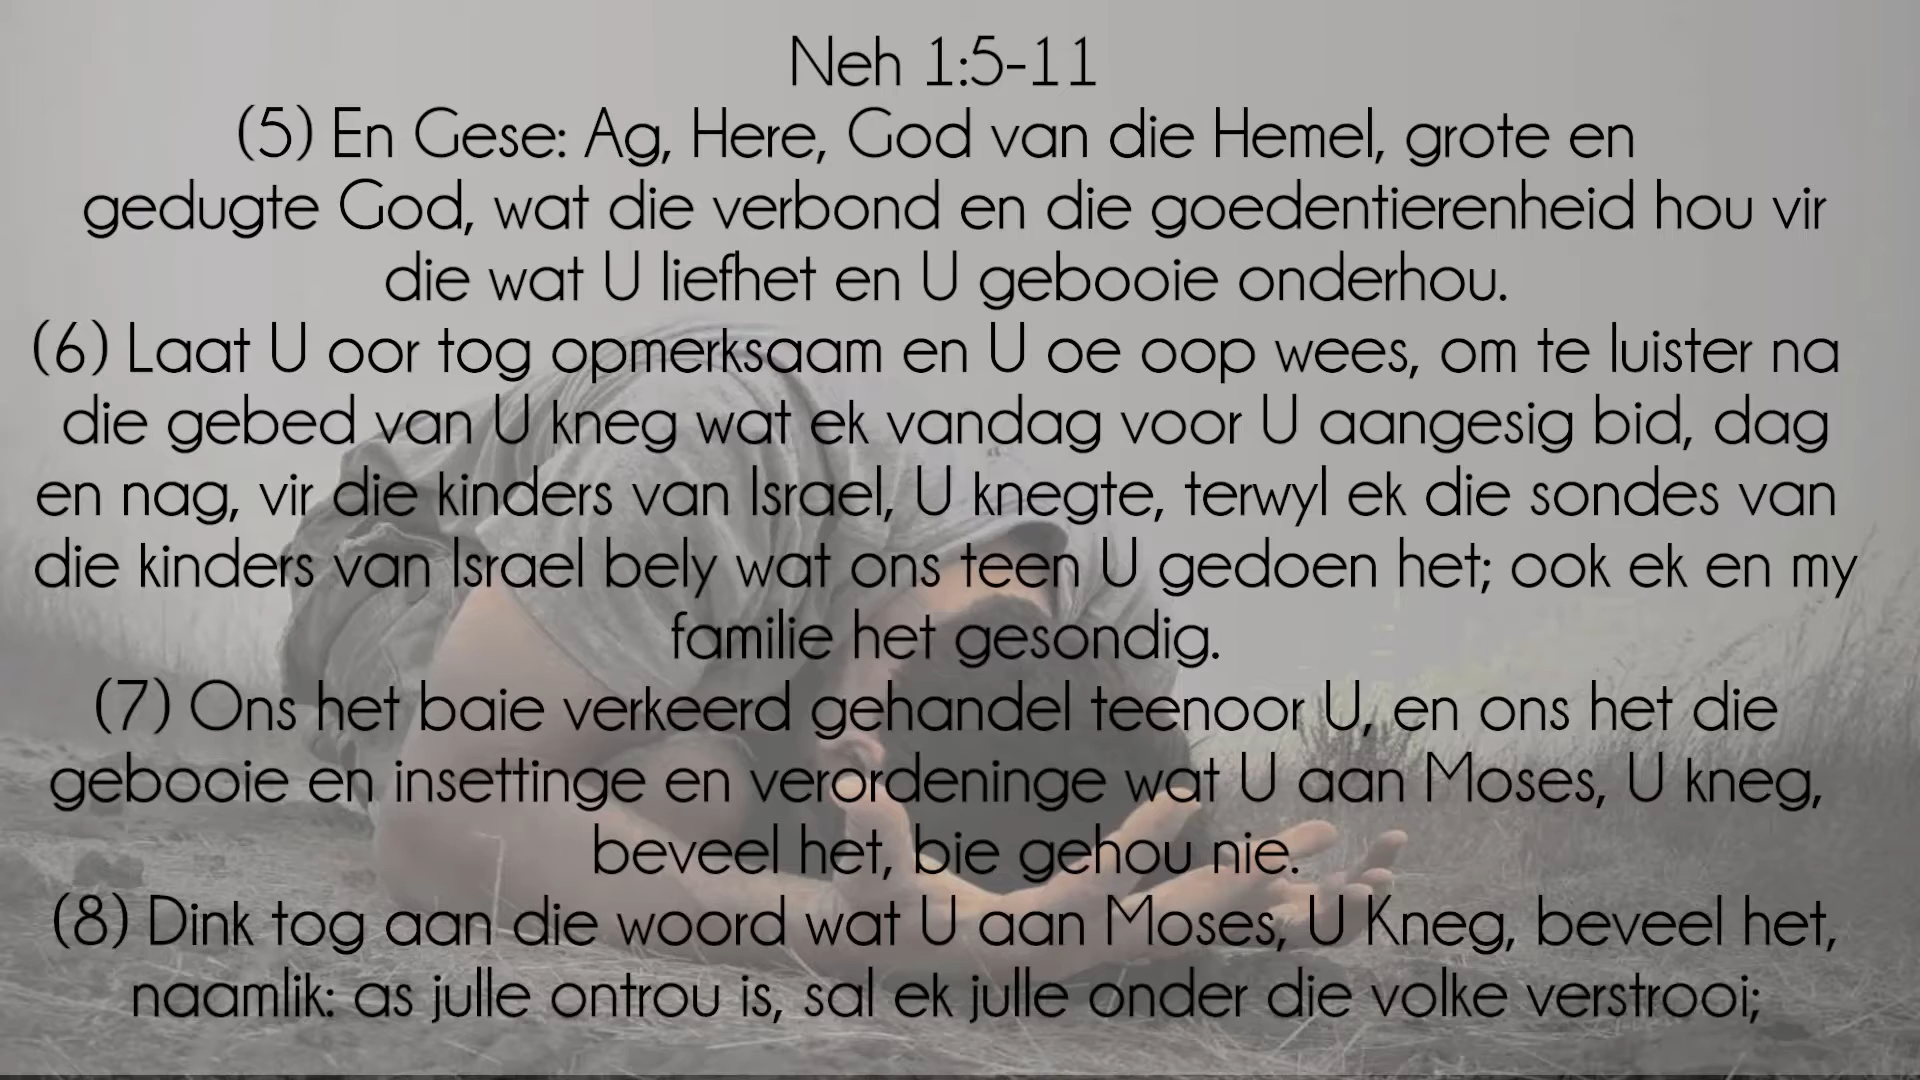 Neh 1:5-11
(5) En Gese: Ag, Here, God van die Hemel, grote en
gedugte God, wat die verbond en die goedentierenheid hou vir
die wat U liefhet en U gebooie onderhou.
(6) Laat U oor tog opmerksaam en U oe oop wees, om te luister na
die gebed van U kneg wat ek vandag voor U aangesig bid, dag
en nag, vir die kinders van Israel, U knegte, terwyl ek die sondes van
die kinders van Israel bely wat ons teen U gedoen het; ook ek en my
familie het gesondig.
(7) Ons het baie verkeerd gehandel teenoor U, en ons het die
gebooie en insettinge en verordeninge wat U aan Moses, U kneg,
beveel het, bie gehou nie.
(8) Dink tog aan die woord wat U aan Moses, U Kneg, beveel het,
naamlik: as julle ontrou is, sal ek julle onder die volke verstrooi;